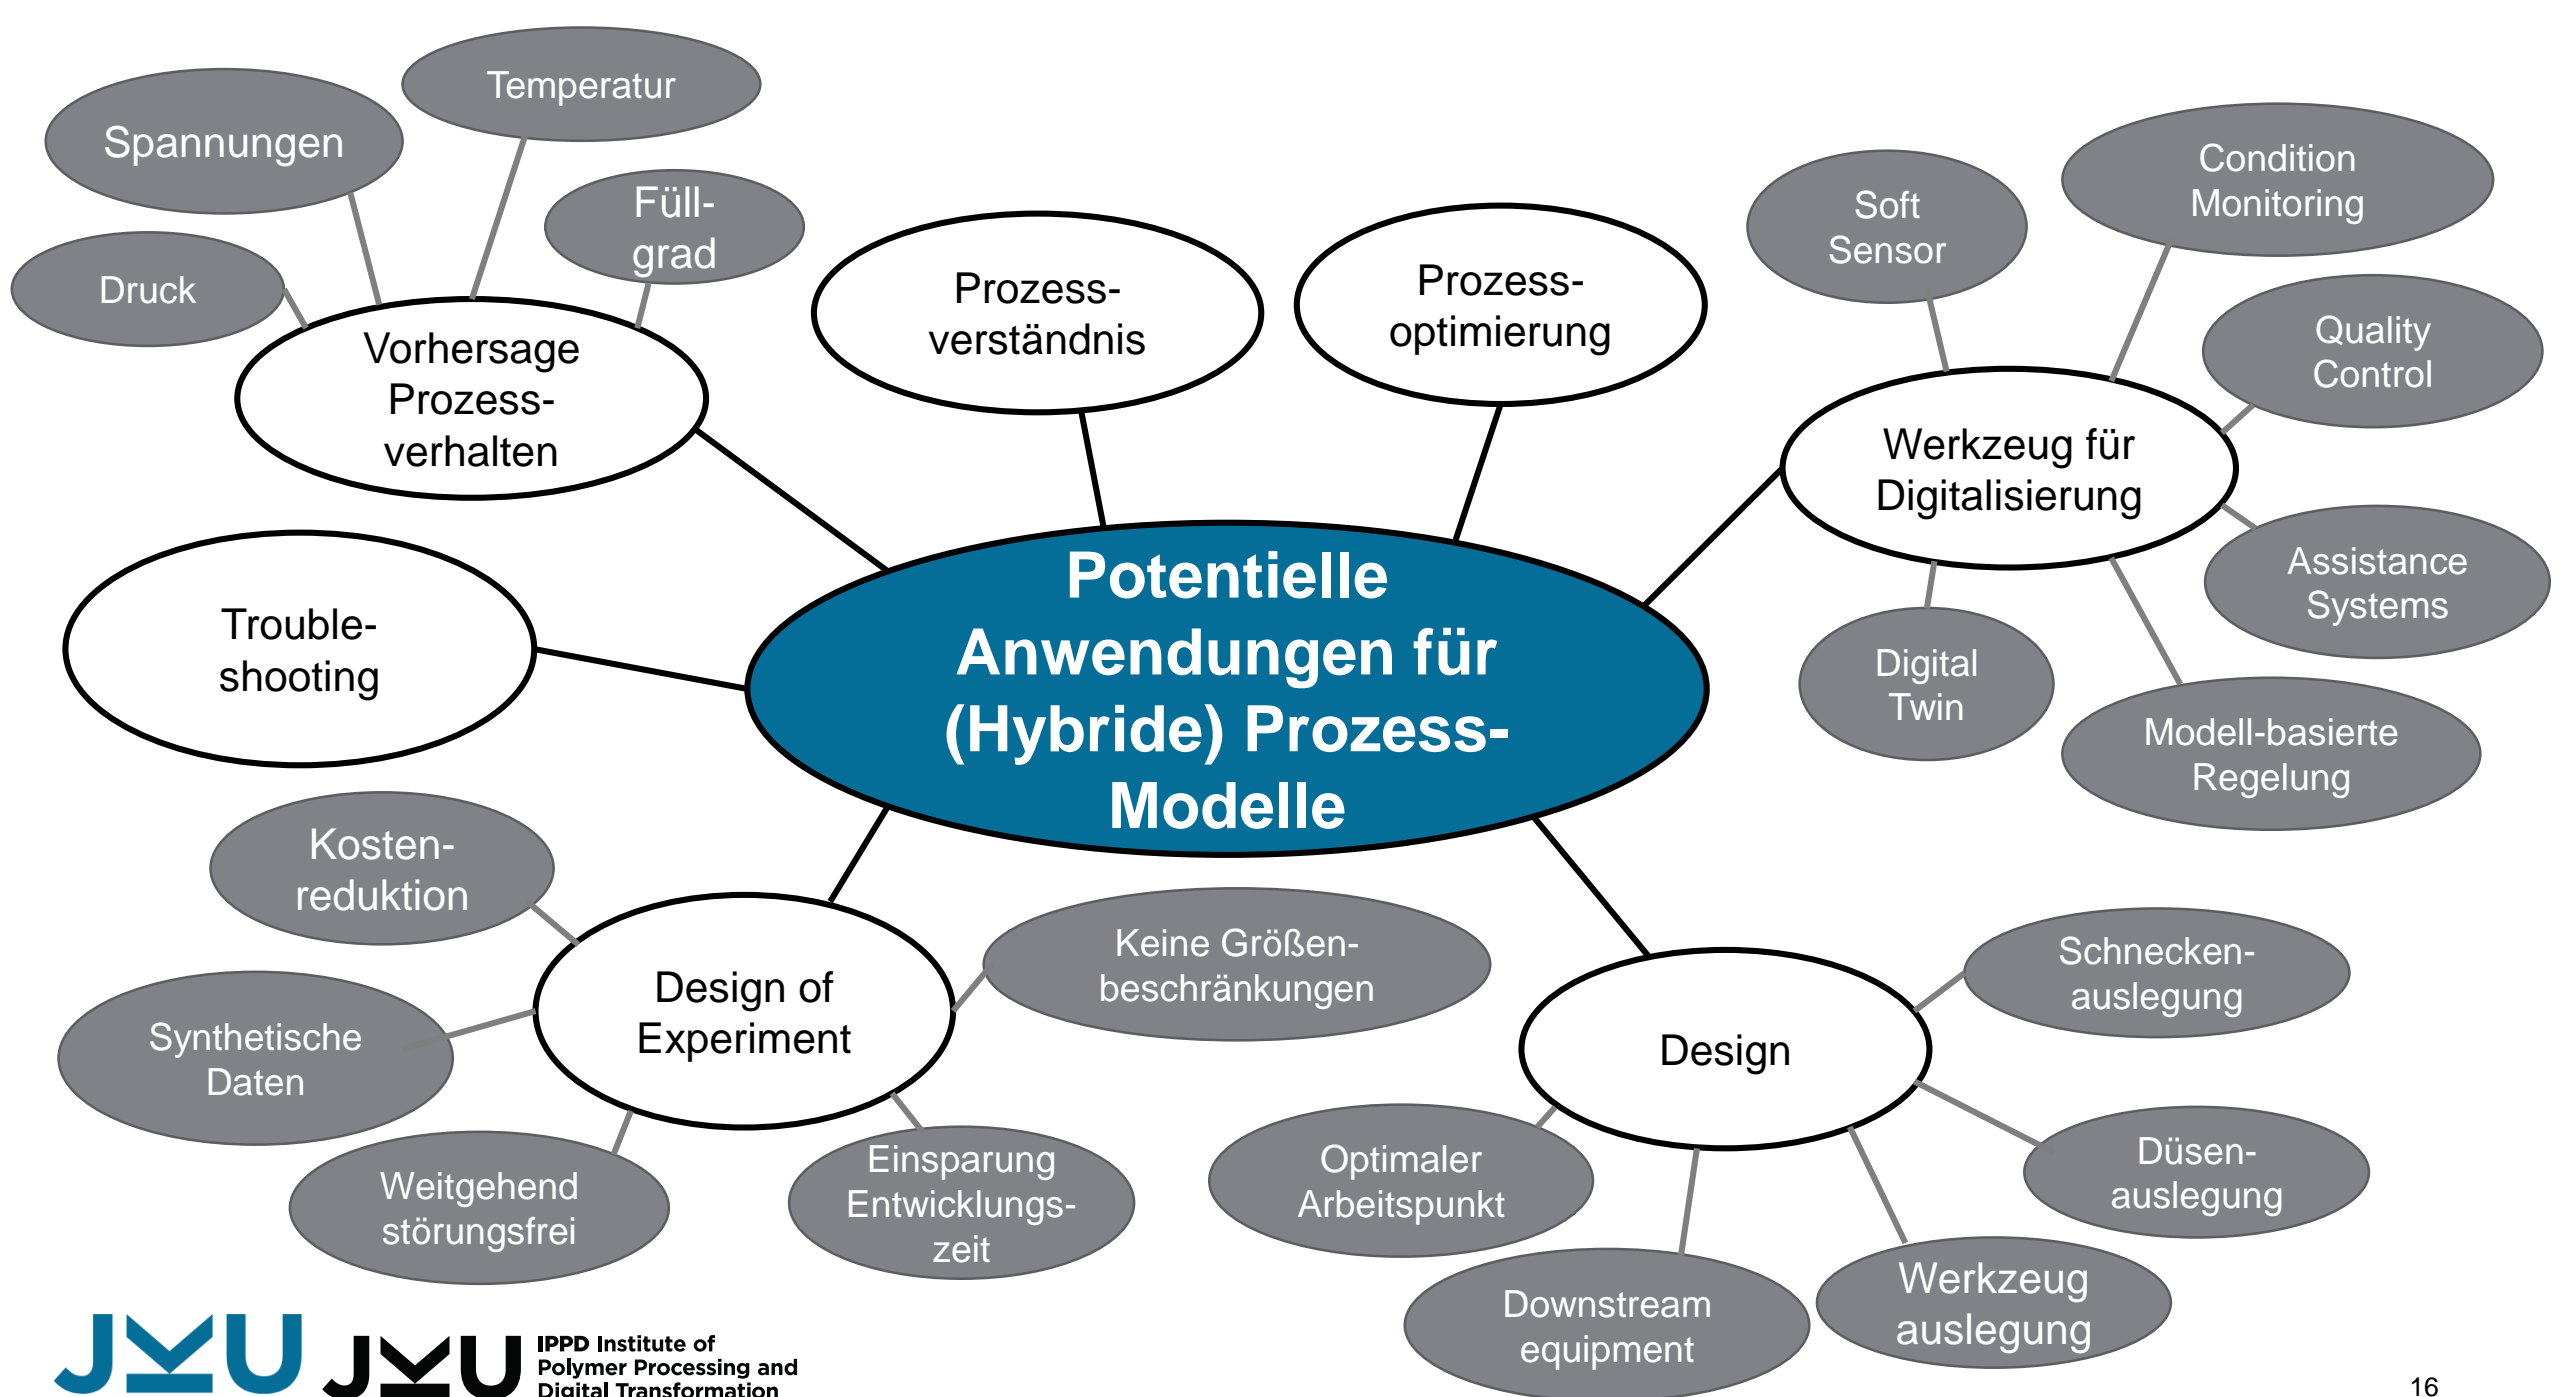 Temperatur
Spannungen
Füll-
grad
Druck
Vorhersage
Prozess-
verhalten
Prozess-
verständnis
Prozess-
optimierung
Soft
Sensor
Condition
Monitoring
Quality
Control
Werkzeug für
Digitalisierung
Assistance
Systems
Digital
Twin
Modell-basierte
Regelung
Trouble-
shooting
Potentielle
Anwendungen für
(Hybride) Prozess-
Modelle
Kosten-
reduktion
Design of
Experiment
Keine Größen-
beschränkungen
Synthetische
Daten
Weitgehend
störungsfrei
Einsparung
Entwicklungs-
zeit
Design
Schnecken-
auslegung
Düsen-
auslegung
Optimaler
Arbeitspunkt
Downstream
equipment
Werkzeug
auslegung
JKU
JKU
IPPD Institute of
Polymer Processing and
Digital Transformation
16